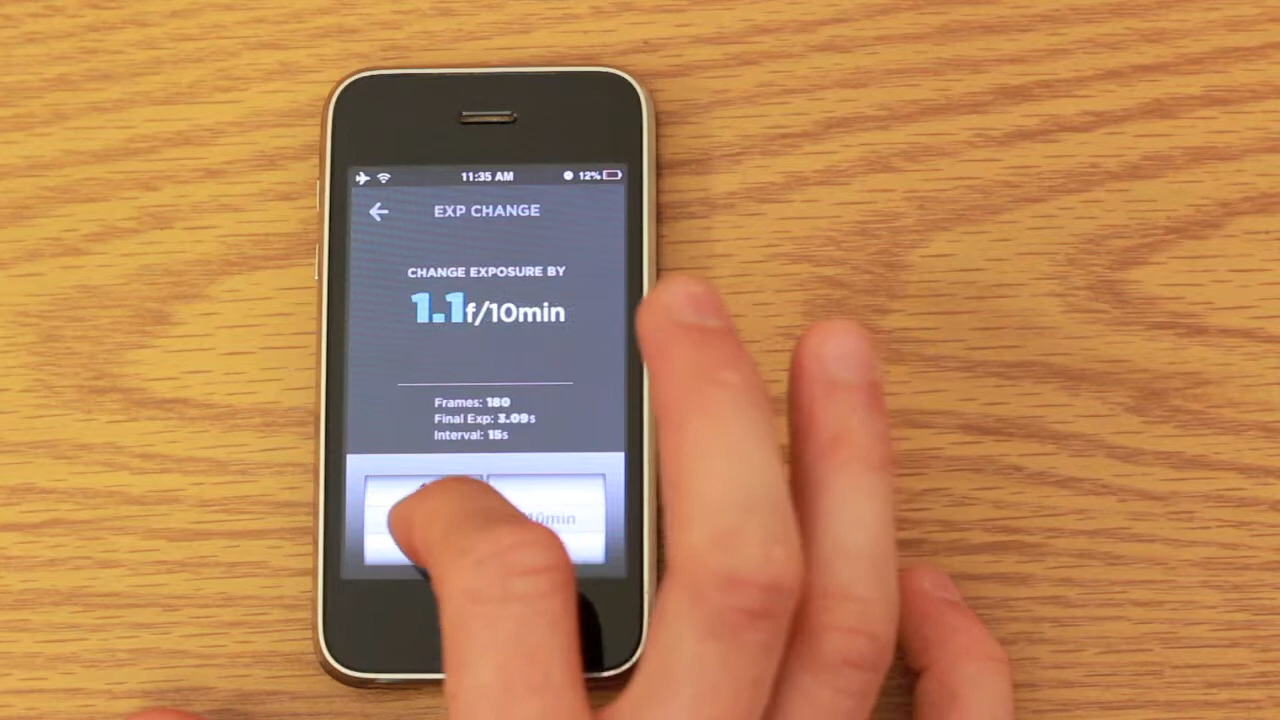 11:35 AM 12%
EXP CHANGE
CHANGE EXPOSURE BY
1.1f/10min
Frames: 180
Final Exp: 3.09s
Interval: 15s
10min